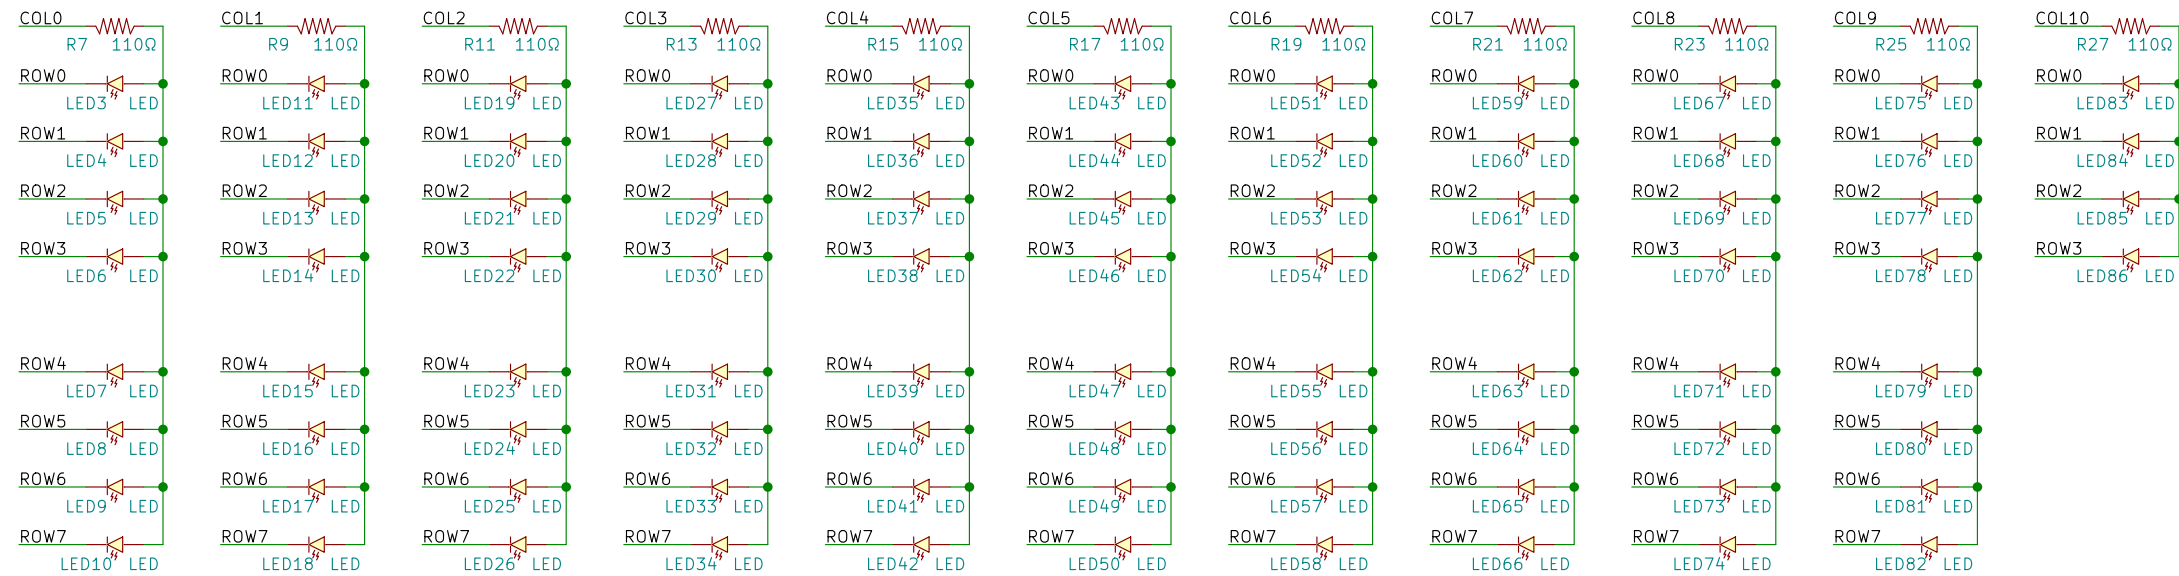 COL0 COL1 COL2 COL3 COL4 COL5 COL6 COL7 COL8 COL9 COL10
R7 110Ω R9 110Ω R11 110Ω R13 110Ω R15 110Ω R17 110Ω R19 110Ω R21 110Ω R23 110Ω R25 110Ω R27 110Ω
ROW0 ROW0 ROW0 ROW0 ROW0 ROW0 ROW0 ROW0 ROW0 ROW0 ROW0
LED3 LED LED11 LED LED19 LED LED27 LED LED35 LED LED43 LED LED51 LED LED59 LED LED67 LED LED75 LED LED83 LED
ROW1 ROW1 ROW1 ROW1 ROW1 ROW1 ROW1 ROW1 ROW1 ROW1 ROW1
LED4 LED LED12 LED LED20 LED LED28 LED LED36 LED LED44 LED LED52 LED LED60 LED LED68 LED LED76 LED LED84 LED
ROW2 ROW2 ROW2 ROW2 ROW2 ROW2 ROW2 ROW2 ROW2 ROW2 ROW2
LED5 LED LED13 LED LED21 LED LED29 LED LED37 LED LED45 LED LED53 LED LED61 LED LED69 LED LED77 LED LED85 LED
ROW3 ROW3 ROW3 ROW3 ROW3 ROW3 ROW3 ROW3 ROW3 ROW3 ROW3
LED6 LED LED14 LED LED22 LED LED30 LED LED38 LED LED46 LED LED54 LED LED62 LED LED70 LED LED78 LED LED86 LED
ROW4 ROW4 ROW4 ROW4 ROW4 ROW4 ROW4 ROW4 ROW4 ROW4
LED7 LED LED15 LED LED23 LED LED31 LED LED39 LED LED47 LED LED55 LED LED63 LED LED71 LED LED79 LED
ROW5 ROW5 ROW5 ROW5 ROW5 ROW5 ROW5 ROW5 ROW5 ROW5
LED8 LED LED16 LED LED24 LED LED32 LED LED40 LED LED48 LED LED56 LED LED64 LED LED72 LED LED80 LED
ROW6 ROW6 ROW6 ROW6 ROW6 ROW6 ROW6 ROW6 ROW6 ROW6
LED9 LED LED17 LED LED25 LED LED33 LED LED41 LED LED49 LED LED57 LED LED65 LED LED73 LED LED81 LED
ROW7 ROW7 ROW7 ROW7 ROW7 ROW7 ROW7 ROW7 ROW7 ROW7
LED10 LED LED18 LED LED26 LED LED34 LED LED42 LED LED50 LED LED58 LED LED66 LED LED74 LED LED82 LED